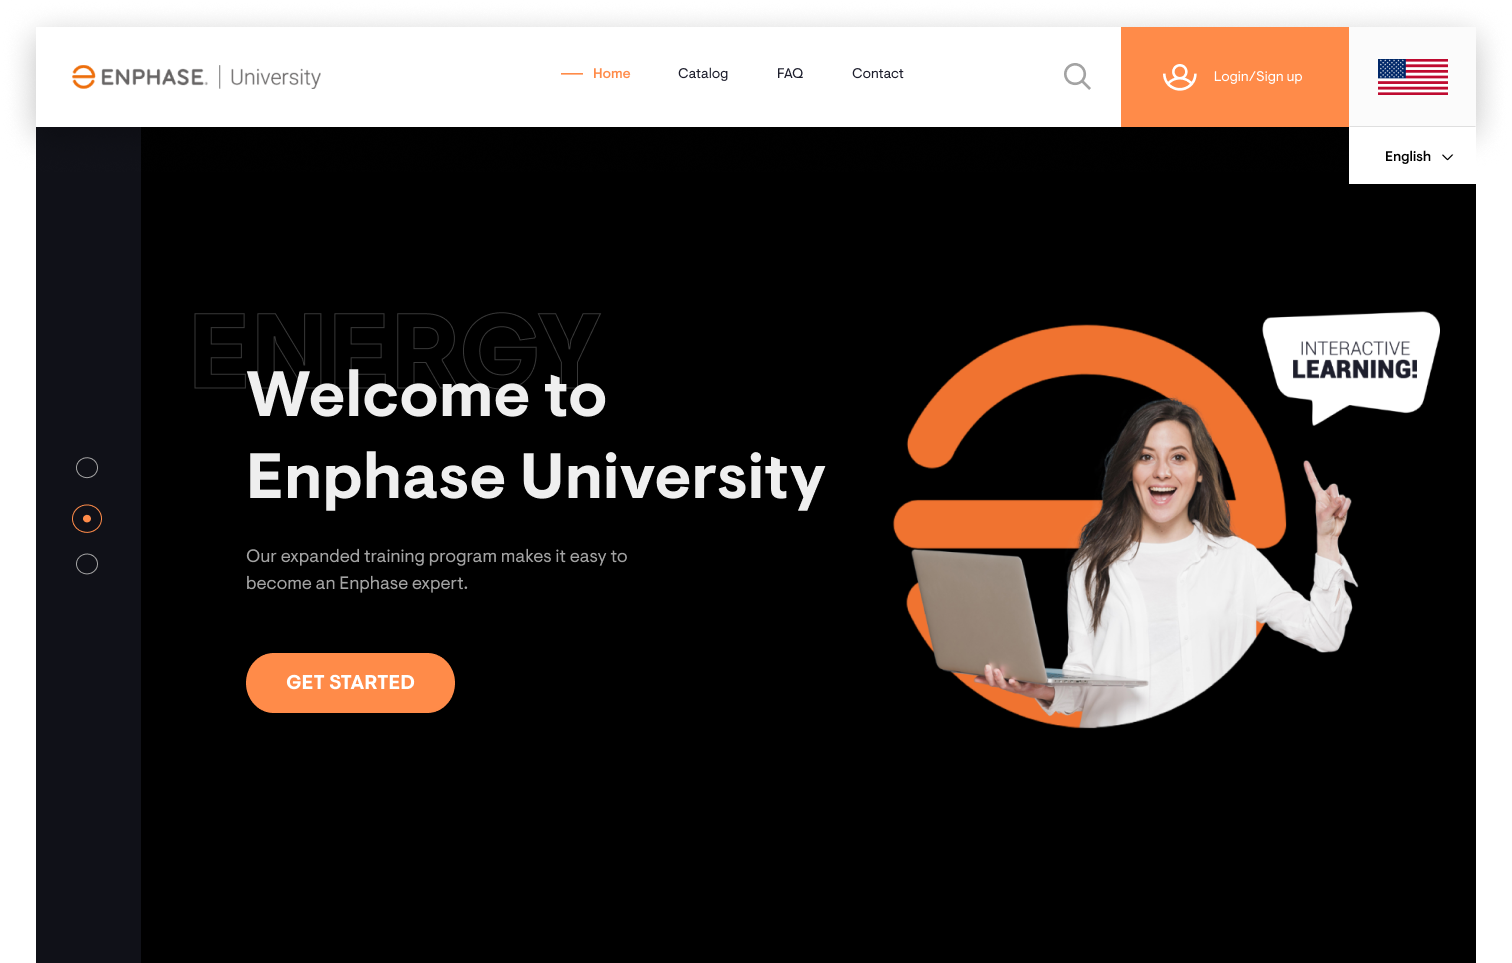 ENPHASE. | University
Home
Catalog
FAQ
Contact
Login/Sign up
English
ENERGY
Welcome to
Enphase University
Our expanded training program makes it easy to
become an Enphase expert.
GET STARTED
INTERACTIVE
LEARNING!